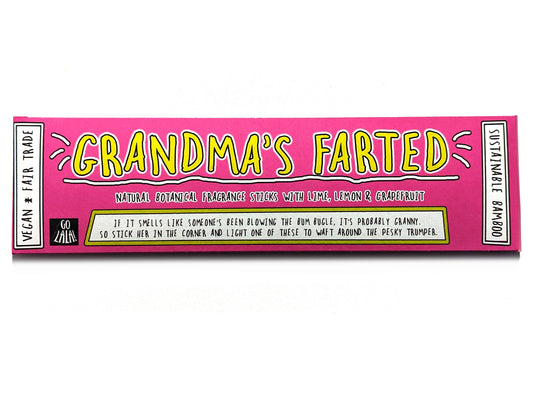 VEGAN * FAIR TRADE
GRANDMA'S FARTED
NATURAL BOTANICAL FRAGRANCE STICKS WITH LIME, LEMON & GRAPEFRUIT
GO
LALA!
IF IT SMELLS LIKE SOMEONE'S BEEN BLOWING THE BUM BUGLE, IT'S PROBABLY GRANNY.
SO STICK HER IN THE CORNER AND LIGHT ONE OF THESE TO WAFT AROUND THE PESKY TRUMPER.
SUSTAINABLE BAMBOO